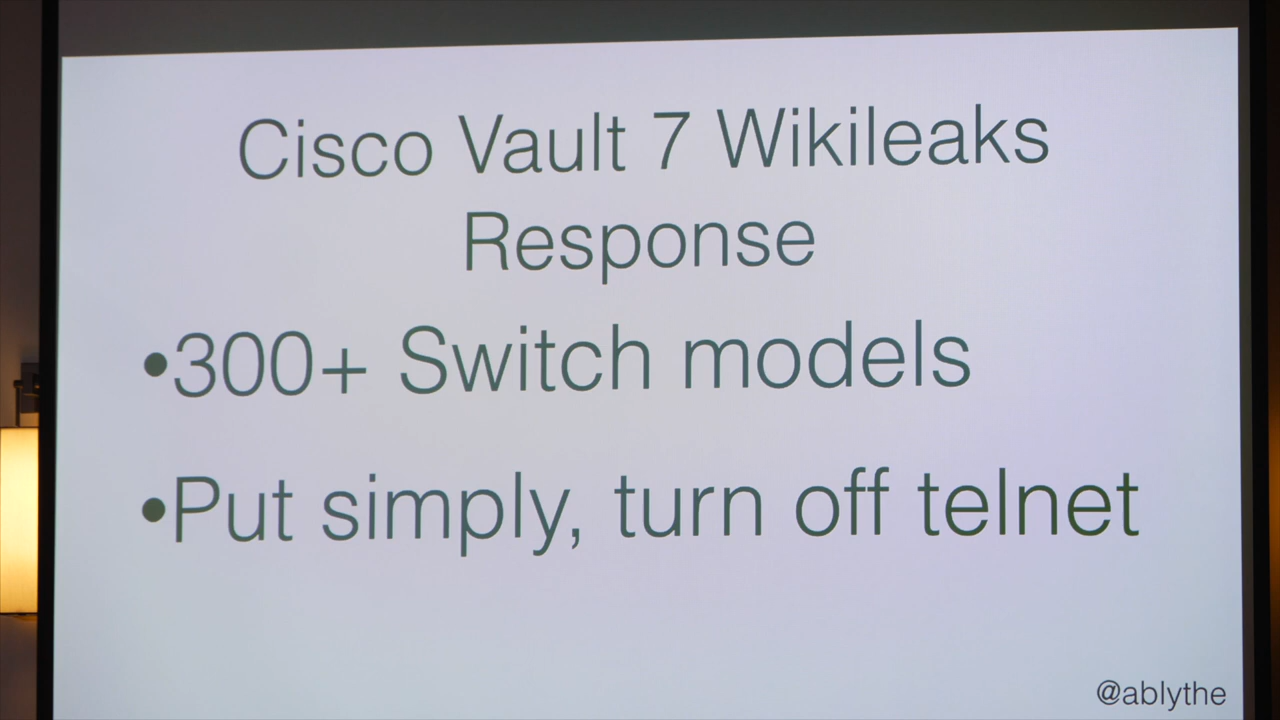 Cisco Vault 7 Wikileaks
Response
•300+ Switch models
•Put simply, turn off telnet
@ablythe